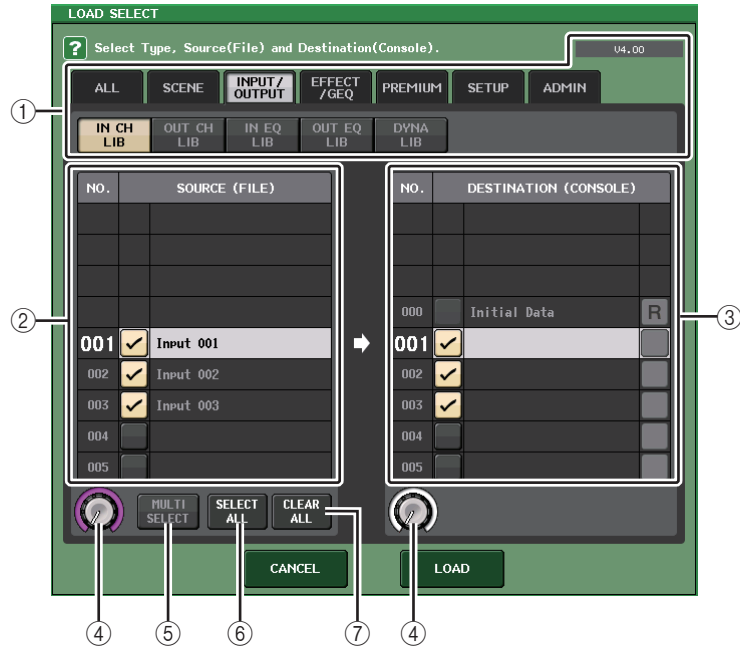 LOAD SELECT
? Select Type, Source(File) and Destination(Console).
V4.00
ALL SCENE INPUT/ OUTPUT EFFECT /GEQ PREMIUM SETUP ADMIN
①
IN CH LIB OUT CH LIB IN EQ LIB OUT EQ LIB DYNA LIB
NO. SOURCE (FILE) NO. DESTINATION (CONSOLE)
② 000 Initial Data R ③
001 Input 001 001
002 Input 002 002
003 Input 003 003
004 004
005 005
MULTI SELECT SELECT ALL CLEAR ALL
CANCEL LOAD
④ ⑤ ⑥ ⑦ ④